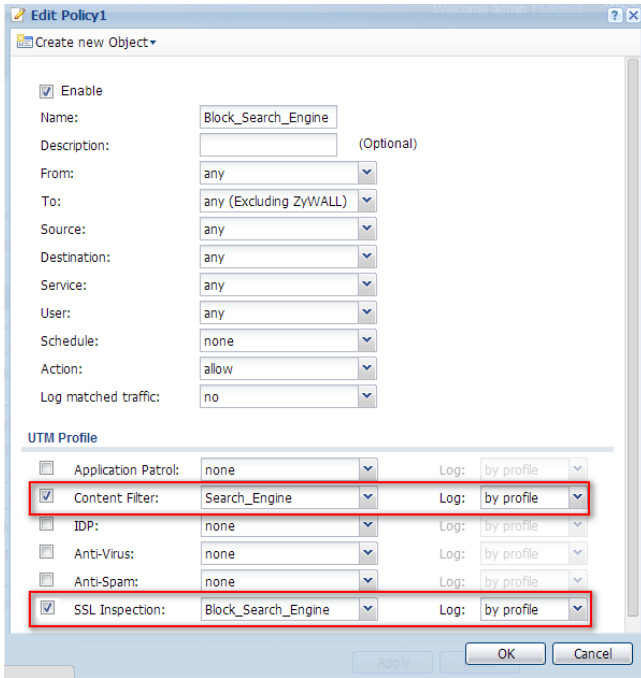 Welcome admin | Logout
Edit Policy1
Create new Object
Enable
Name: Block_Search_Engine
Description: (Optional)
From: any
To: any (Excluding ZyWALL)
Source: any
Destination: any
Service: any
User: any
Schedule: none
Action: allow
Log matched traffic: no
UTM Profile
Application Patrol: none Log: by profile
Content Filter: Search_Engine Log: by profile
IDP: none Log: by profile
Anti-Virus: none Log: by profile
Anti-Spam: none Log: by profile
SSL Inspection: Block_Search_Engine Log: by profile
OK Cancel
Apply